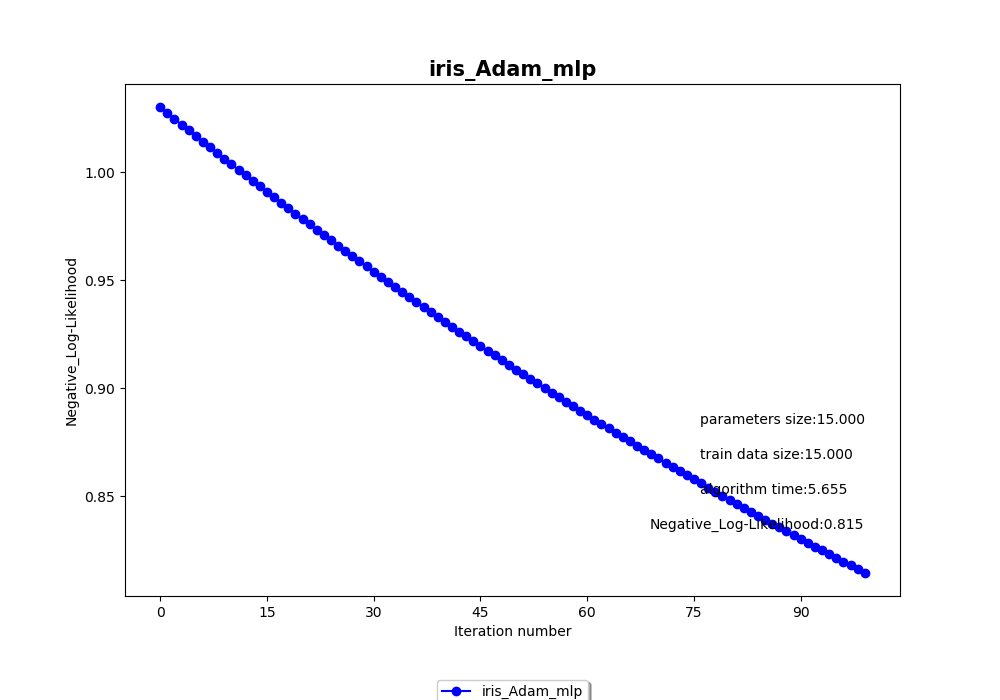 iris_Adam_mlp
1.00
0.95
0.90
0.85
Negative_Log-Likelihood
parameters size:15.000
train data size:15.000
algorithm time:5.655
Negative_Log-Likelihood:0.815
0 15 30 45 60 75 90
Iteration number
iris_Adam_mlp